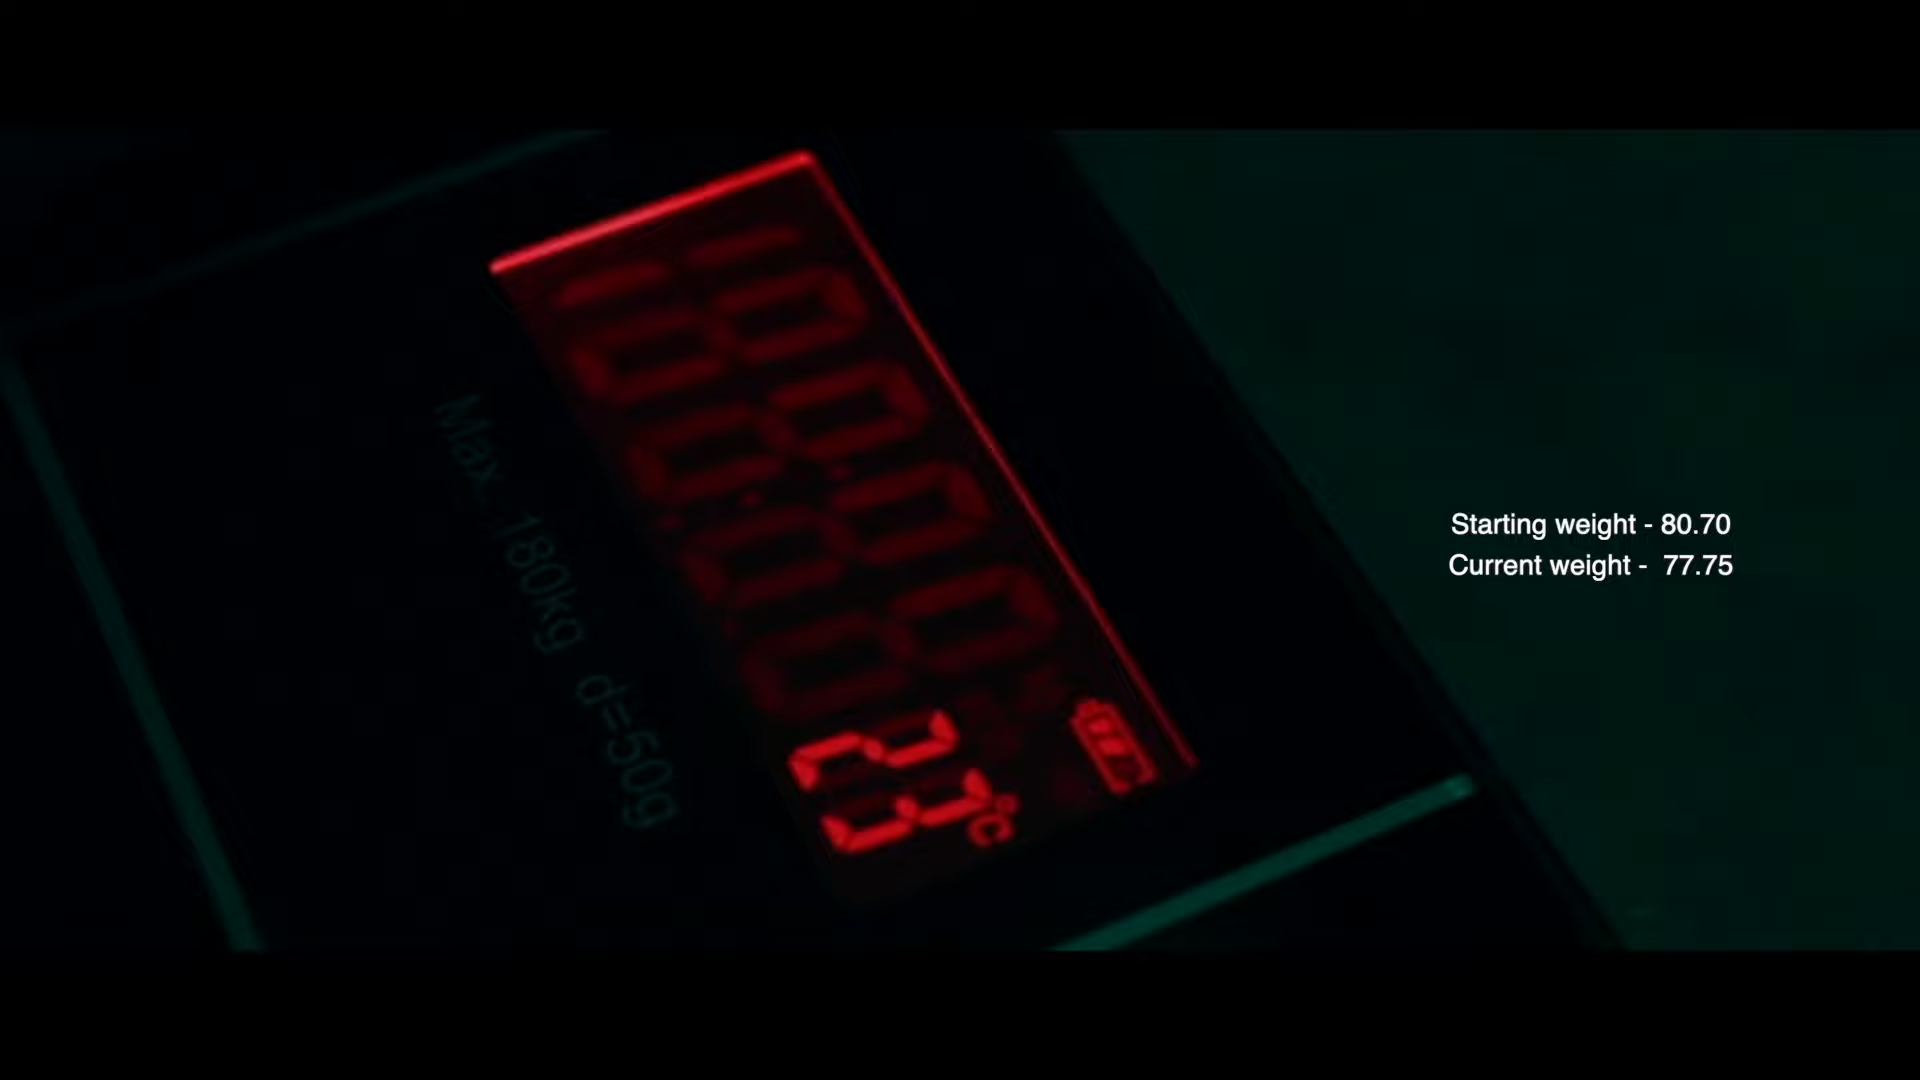 Max. 180kg d=50g
23°C
Starting weight - 80.70
Current weight - 77.75